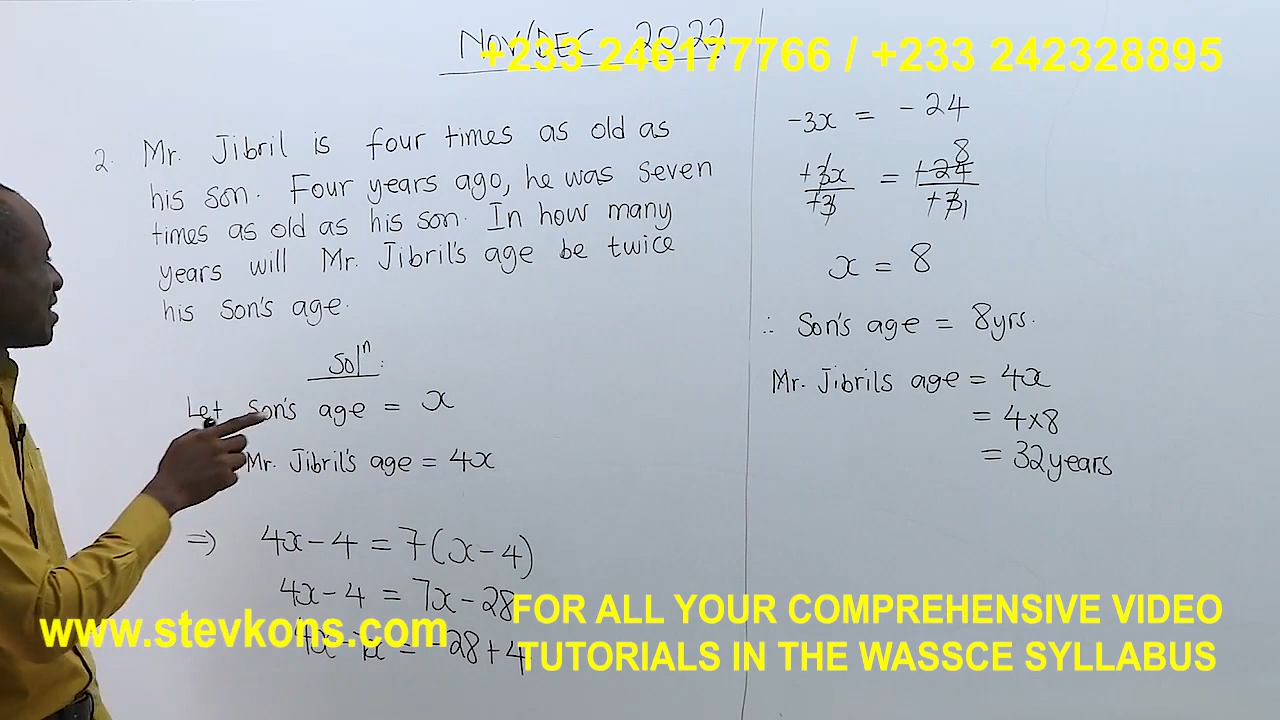 NOV/DEC 2022
+233 246177766 / +233 242328895
2. Mr. Jibril is four times as old as
his son. Four years ago, he was seven
times as old as his son. In how many
years will Mr. Jibril's age be twice
his son's age.
Solⁿ:
Let Son's age = x
Mr. Jibril's age = 4x
⇒ 4x - 4 = 7(x - 4)
4x - 4 = 7x - 28
4x - 7x = -28 + 4
-3x = -24
+3x/+3 = +24/+3 8 1
x = 8
∴ Son's age = 8yrs.
Mr. Jibrils age = 4x
= 4×8
= 32years
www.stevkons.com
FOR ALL YOUR COMPREHENSIVE VIDEO
TUTORIALS IN THE WASSCE SYLLABUS